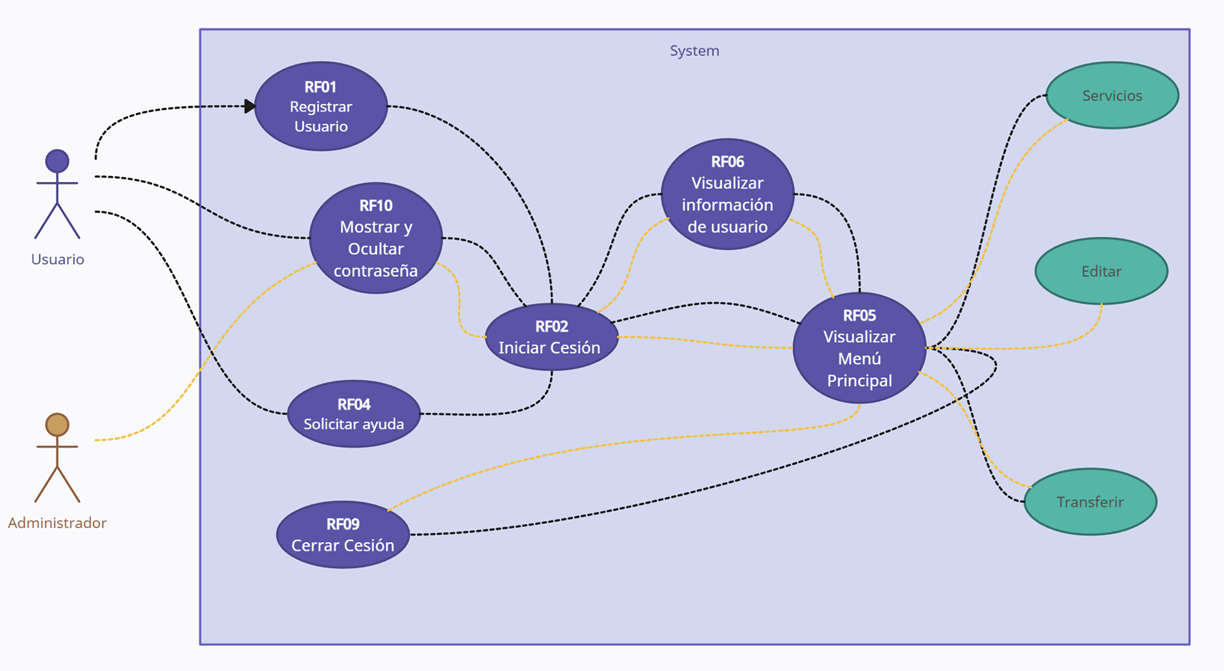 System
RF01
Registrar
Usuario
Servicios
RF06
Visualizar
información
de usuario
RF10
Mostrar y
Ocultar
contraseña
Usuario
Editar
RF02
Iniciar Cesión
RF05
Visualizar
Menú
Principal
RF04
Solicitar ayuda
Administrador
RF09
Cerrar Cesión
Transferir